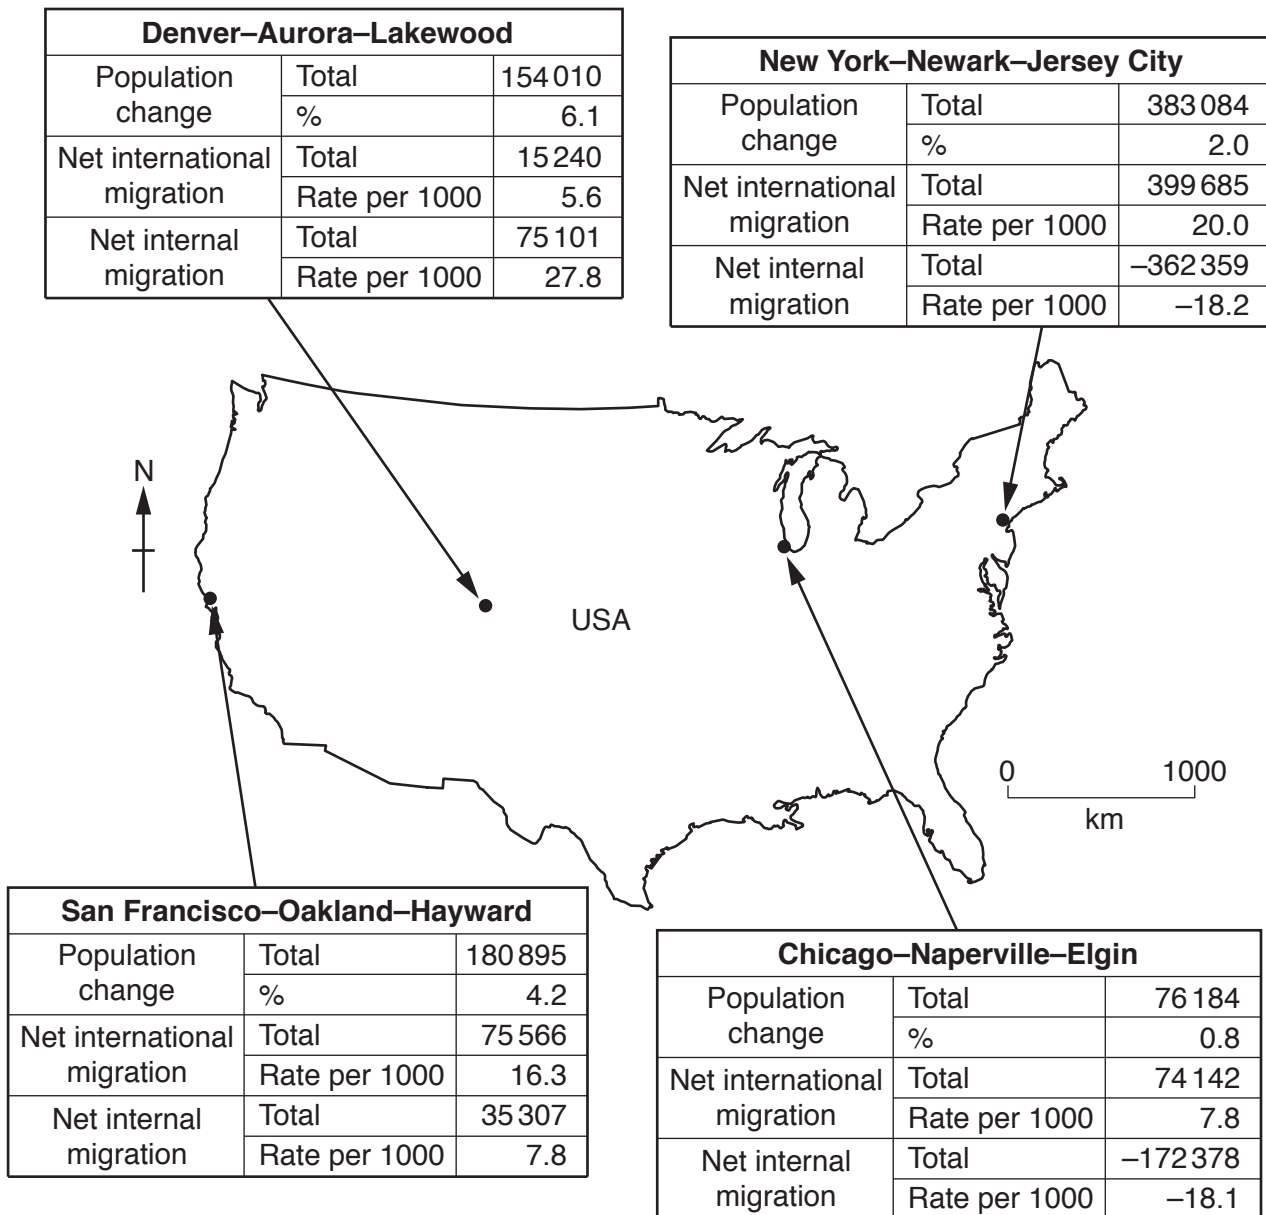 Denver–Aurora–Lakewood
Population change Total 154 010
% 6.1
Net international migration Total 15 240
Rate per 1000 5.6
Net internal migration Total 75 101
Rate per 1000 27.8
New York–Newark–Jersey City
Population change Total 383 084
% 2.0
Net international migration Total 399 685
Rate per 1000 20.0
Net internal migration Total –362 359
Rate per 1000 –18.2
N
USA
0 1000
km
San Francisco–Oakland–Hayward
Population change Total 180 895
% 4.2
Net international migration Total 75 566
Rate per 1000 16.3
Net internal migration Total 35 307
Rate per 1000 7.8
Chicago–Naperville–Elgin
Population change Total 76 184
% 0.8
Net international migration Total 74 142
Rate per 1000 7.8
Net internal migration Total –172 378
Rate per 1000 –18.1